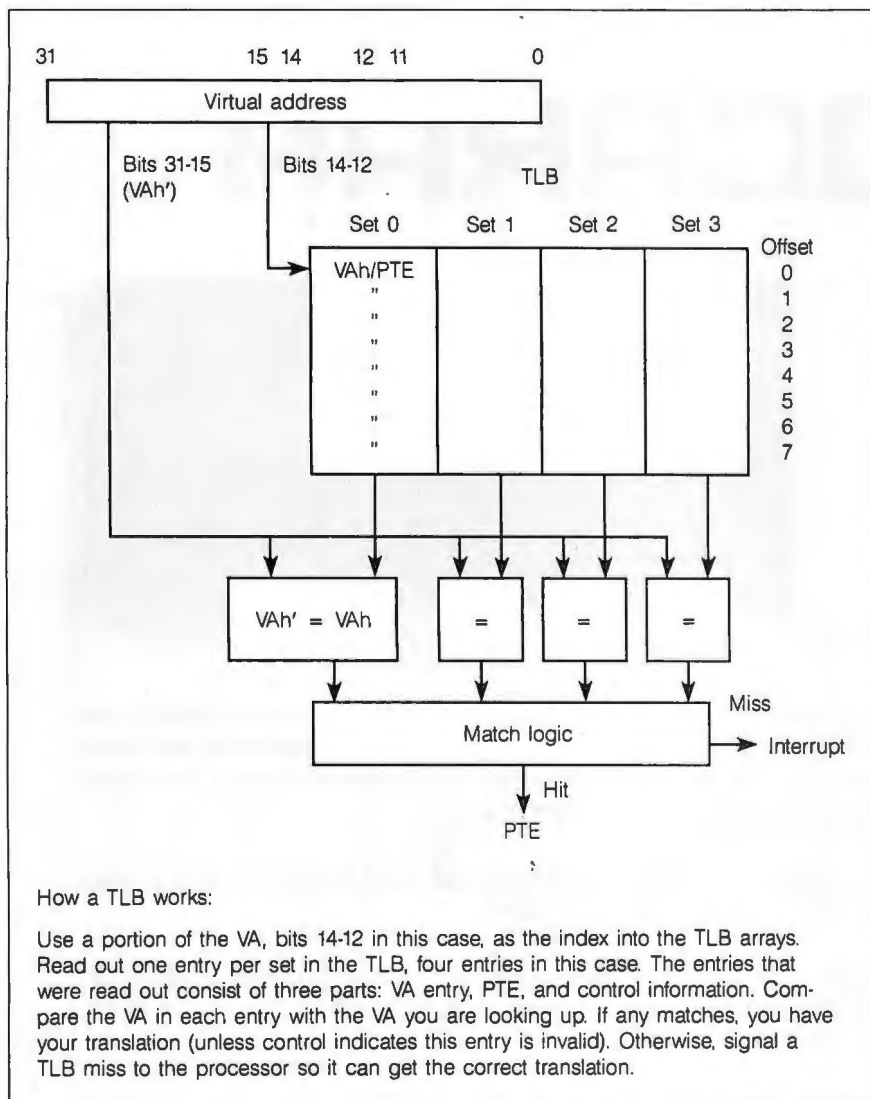 31 15 14 12 11 0
Virtual address
Bits 31-15
(VAh′)
Bits 14-12
TLB
Set 0 Set 1 Set 2 Set 3
Offset
VAh/PTE 0
" 1
" 2
" 3
" 4
" 5
" 6
" 7
VAh′ = VAh = = =
Match logic
Miss
Interrupt
Hit
PTE
How a TLB works:
Use a portion of the VA, bits 14-12 in this case, as the index into the TLB arrays.
Read out one entry per set in the TLB, four entries in this case. The entries that
were read out consist of three parts: VA entry, PTE, and control information. Com-
pare the VA in each entry with the VA you are looking up. If any matches, you have
your translation (unless control indicates this entry is invalid). Otherwise, signal a
TLB miss to the processor so it can get the correct translation.